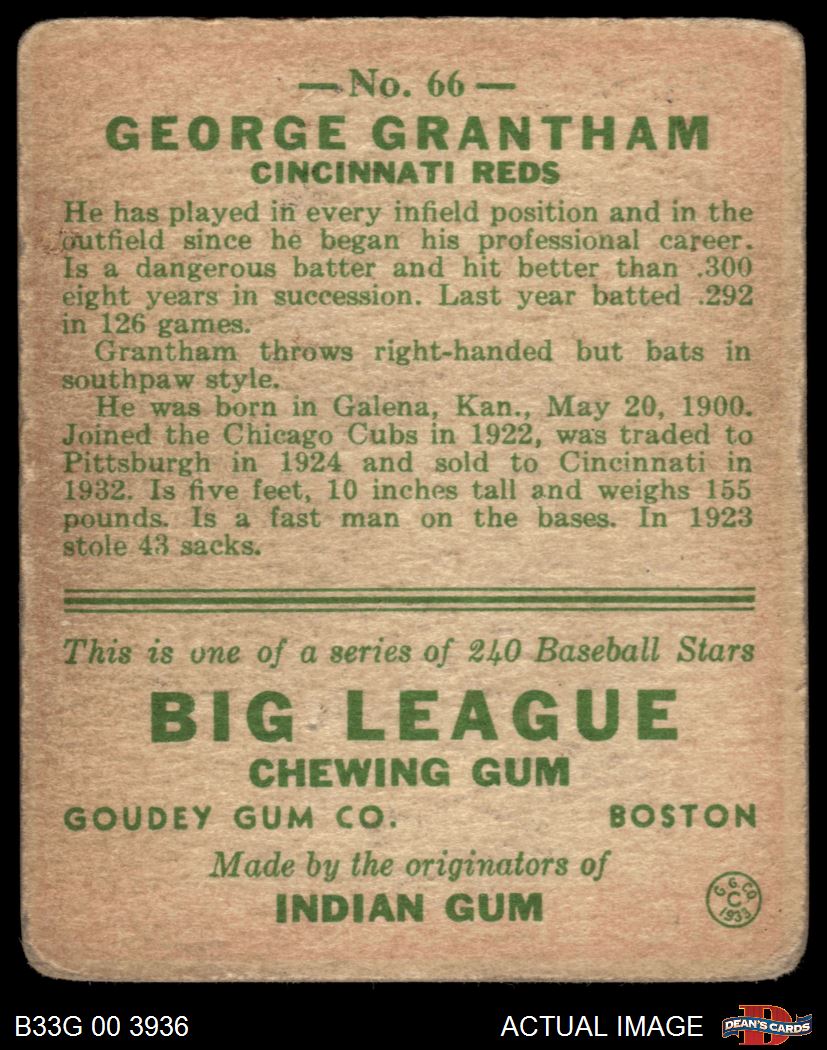 — No. 66 —
GEORGE GRANTHAM
CINCINNATI REDS
He has played in every infield position and in the
outfield since he began his professional career.
Is a dangerous batter and hit better than .300
eight years in succession. Last year batted .292
in 126 games.
Grantham throws right-handed but bats in
southpaw style.
He was born in Galena, Kan., May 20, 1900.
Joined the Chicago Cubs in 1922, was traded to
Pittsburgh in 1924 and sold to Cincinnati in
1932. Is five feet, 10 inches tall and weighs 155
pounds. Is a fast man on the bases. In 1923
stole 43 sacks.
This is one of a series of 240 Baseball Stars
BIG LEAGUE
CHEWING GUM
GOUDEY GUM CO. BOSTON
Made by the originators of
INDIAN GUM
G. G. CO.
C
1933
B33G 00 3936 ACTUAL IMAGE D DEAN'S CARDS